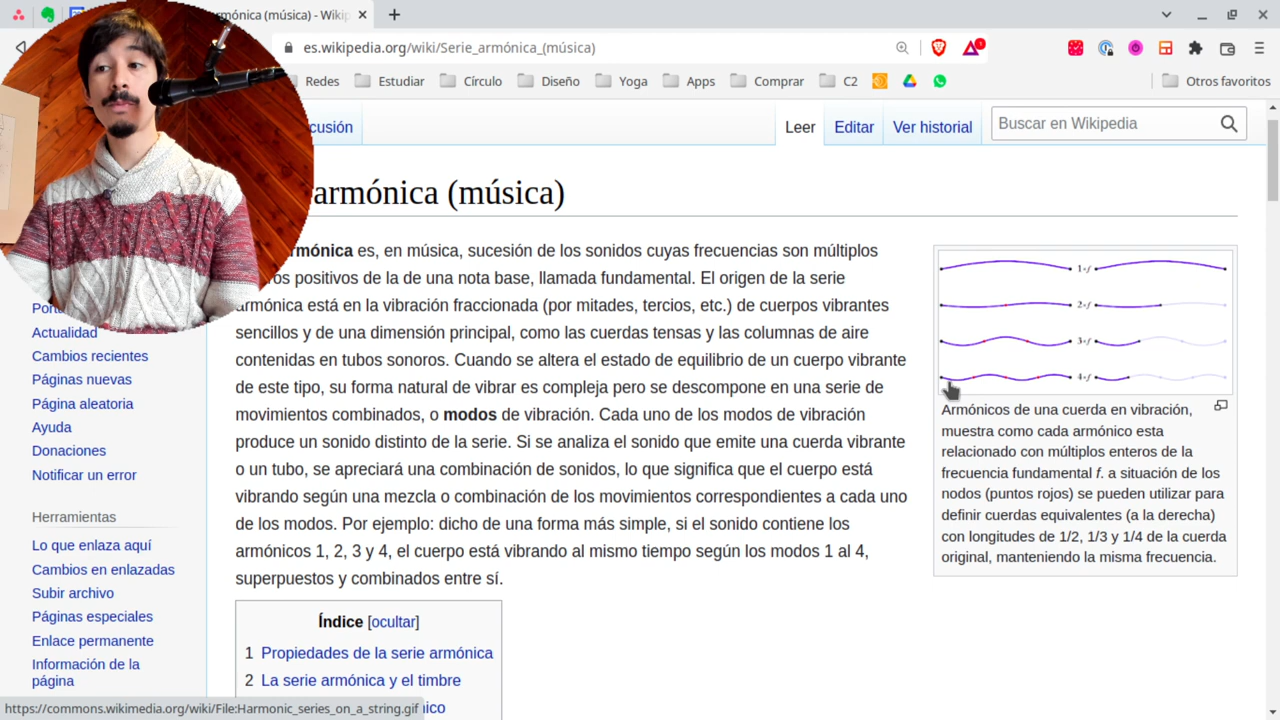 rmónica (música) - Wikip
es.wikipedia.org/wiki/Serie_armónica_(música)
1
Redes Estudiar Círculo Diseño Yoga Apps Comprar C2 Otros favoritos
cusión Leer Editar Ver historial Buscar en Wikipedia
armónica (música)
rmónica es, en música, sucesión de los sonidos cuyas frecuencias son múltiplos
os positivos de la de una nota base, llamada fundamental. El origen de la serie
armónica está en la vibración fraccionada (por mitades, tercios, etc.) de cuerpos vibrantes
sencillos y de una dimensión principal, como las cuerdas tensas y las columnas de aire
contenidas en tubos sonoros. Cuando se altera el estado de equilibrio de un cuerpo vibrante
de este tipo, su forma natural de vibrar es compleja pero se descompone en una serie de
movimientos combinados, o modos de vibración. Cada uno de los modos de vibración
produce un sonido distinto de la serie. Si se analiza el sonido que emite una cuerda vibrante
o un tubo, se apreciará una combinación de sonidos, lo que significa que el cuerpo está
vibrando según una mezcla o combinación de los movimientos correspondientes a cada uno
de los modos. Por ejemplo: dicho de una forma más simple, si el sonido contiene los
armónicos 1, 2, 3 y 4, el cuerpo está vibrando al mismo tiempo según los modos 1 al 4,
superpuestos y combinados entre sí.
1×f
2×f
3×f
4×f
Armónicos de una cuerda en vibración,
muestra como cada armónico esta
relacionado con múltiplos enteros de la
frecuencia fundamental f. a situación de los
nodos (puntos rojos) se pueden utilizar para
definir cuerdas equivalentes (a la derecha)
con longitudes de 1/2, 1/3 y 1/4 de la cuerda
original, manteniendo la misma frecuencia.
Port
Actualidad
Cambios recientes
Páginas nuevas
Página aleatoria
Ayuda
Donaciones
Notificar un error
Herramientas
Lo que enlaza aquí
Cambios en enlazadas
Subir archivo
Páginas especiales
Enlace permanente
Información de la
página
Índice [ocultar]
1 Propiedades de la serie armónica
2 La serie armónica y el timbre
nico
https://commons.wikimedia.org/wiki/File:Harmonic_series_on_a_string.gif